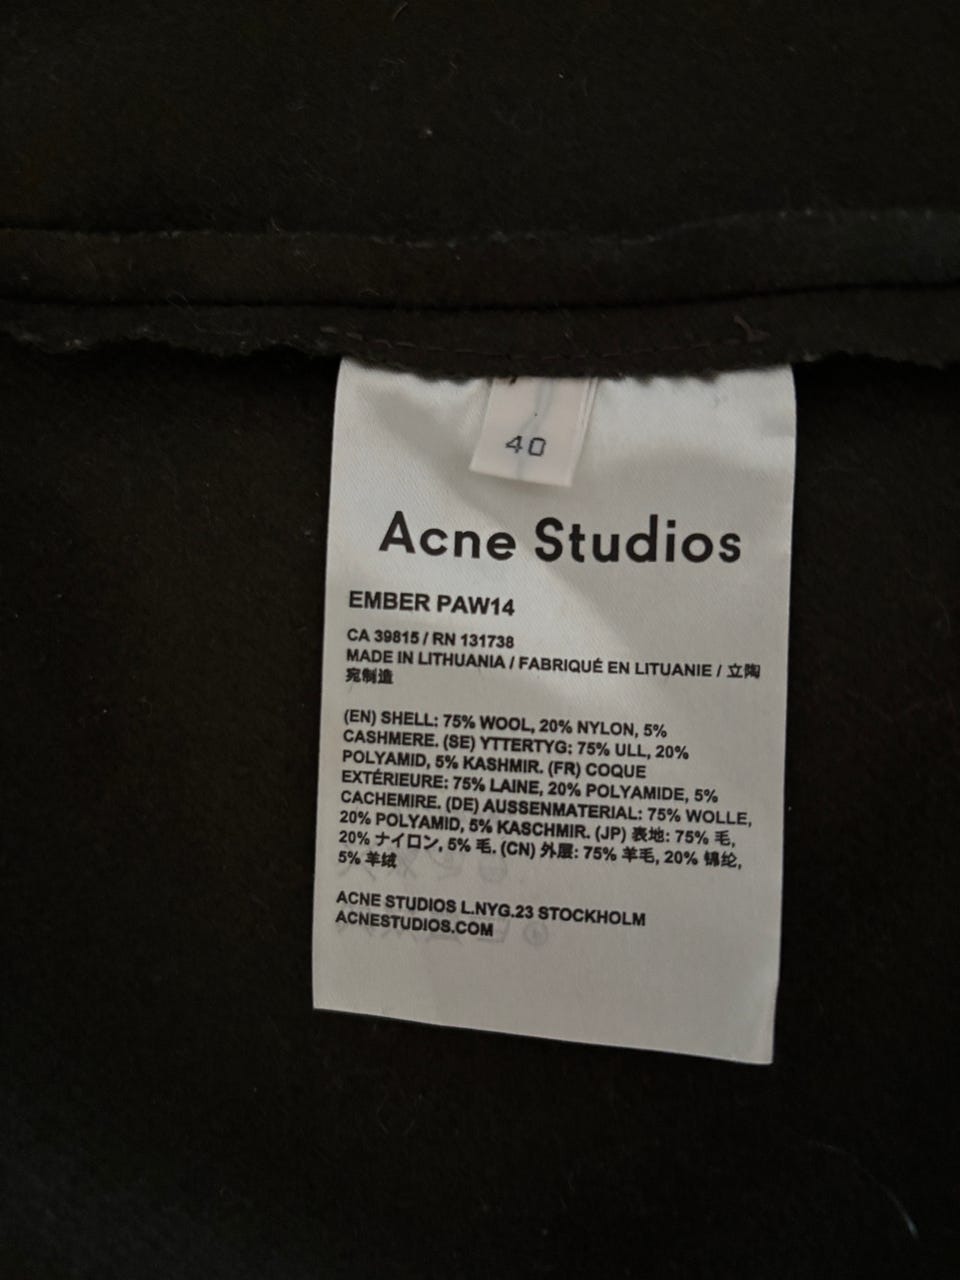 40
Acne Studios
EMBER PAW14
CA 39815 / RN 131738
MADE IN LITHUANIA / FABRIQUÉ EN LITUANIE / 立陶
宛制造
(EN) SHELL: 75% WOOL, 20% NYLON, 5%
CASHMERE. (SE) YTTERTYG: 75% ULL, 20%
POLYAMID, 5% KASHMIR. (FR) COQUE
EXTÉRIEURE: 75% LAINE, 20% POLYAMIDE, 5%
CACHEMIRE. (DE) AUSSENMATERIAL: 75% WOLLE,
20% POLYAMID, 5% KASCHMIR. (JP) 表地: 75% 毛,
20% ナイロン, 5% 毛. (CN) 外层: 75% 羊毛, 20% 锦纶,
5% 羊绒
ACNE STUDIOS L.NYG.23 STOCKHOLM
ACNESTUDIOS.COM